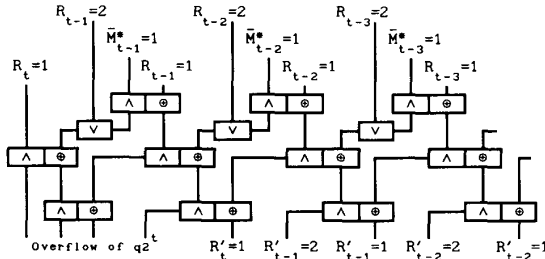 R_{t-1}=2 R_{t-2}=2 R_{t-3}=2
M̄*_{t-1}=1 M̄*_{t-2}=1 M̄*_{t-3}=1
R_t=1 R_{t-1}=1 R_{t-2}=1 R_{t-3}=1
∧ ⊕ ∧ ⊕ ∧ ⊕
∨ ∨ ∨
∧ ⊕ ∧ ⊕ ∧ ⊕ ∧ ⊕
∧ ⊕ ∧ ⊕ ∧ ⊕ ∧ ⊕
Overflow of q2^t R'_t=1 R'_{t-1}=2 R'_{t-1}=1 R'_{t-2}=2 R'_{t-2}=1